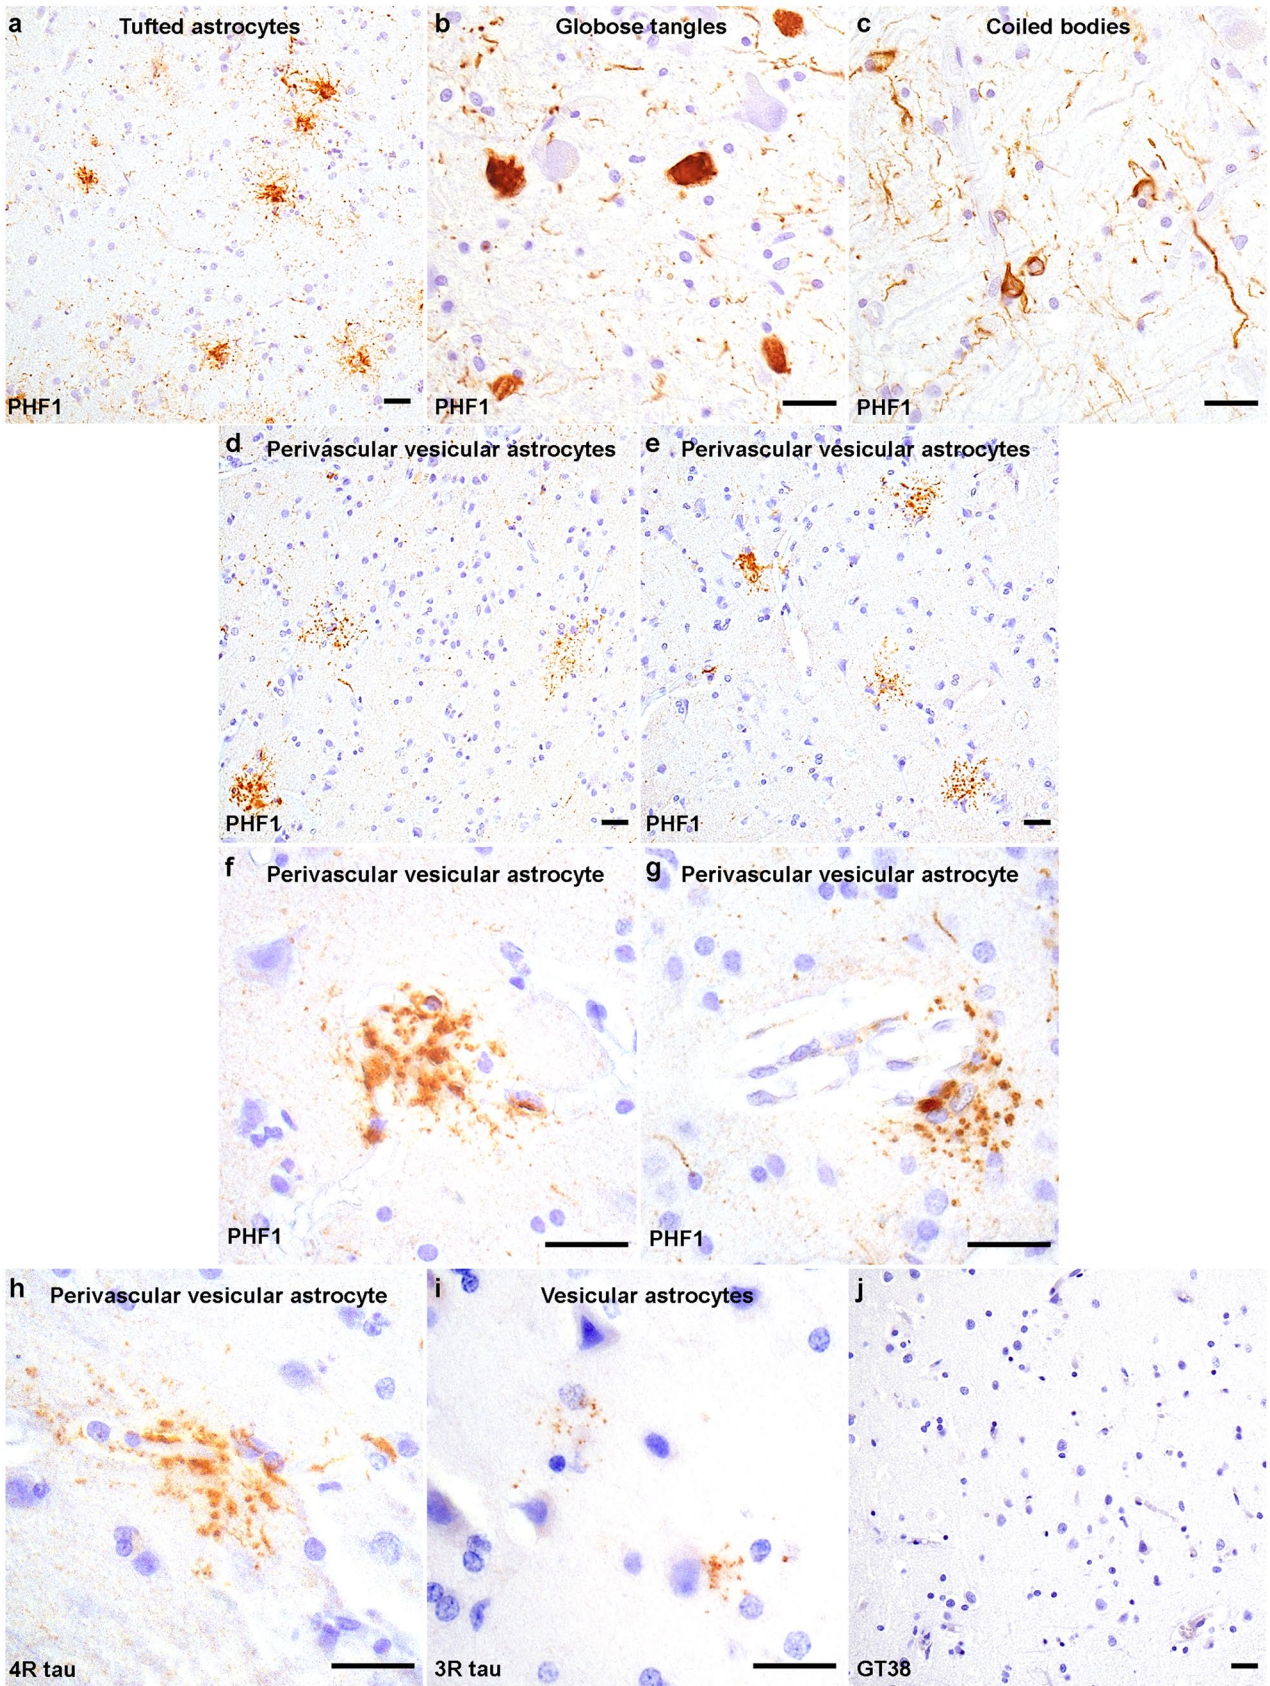 a Tufted astrocytes
PHF1
b Globose tangles
PHF1
c Coiled bodies
PHF1
d Perivascular vesicular astrocytes
PHF1
e Perivascular vesicular astrocytes
PHF1
f Perivascular vesicular astrocyte
PHF1
g Perivascular vesicular astrocyte
PHF1
h Perivascular vesicular astrocyte
4R tau
i Vesicular astrocytes
3R tau
j
GT38